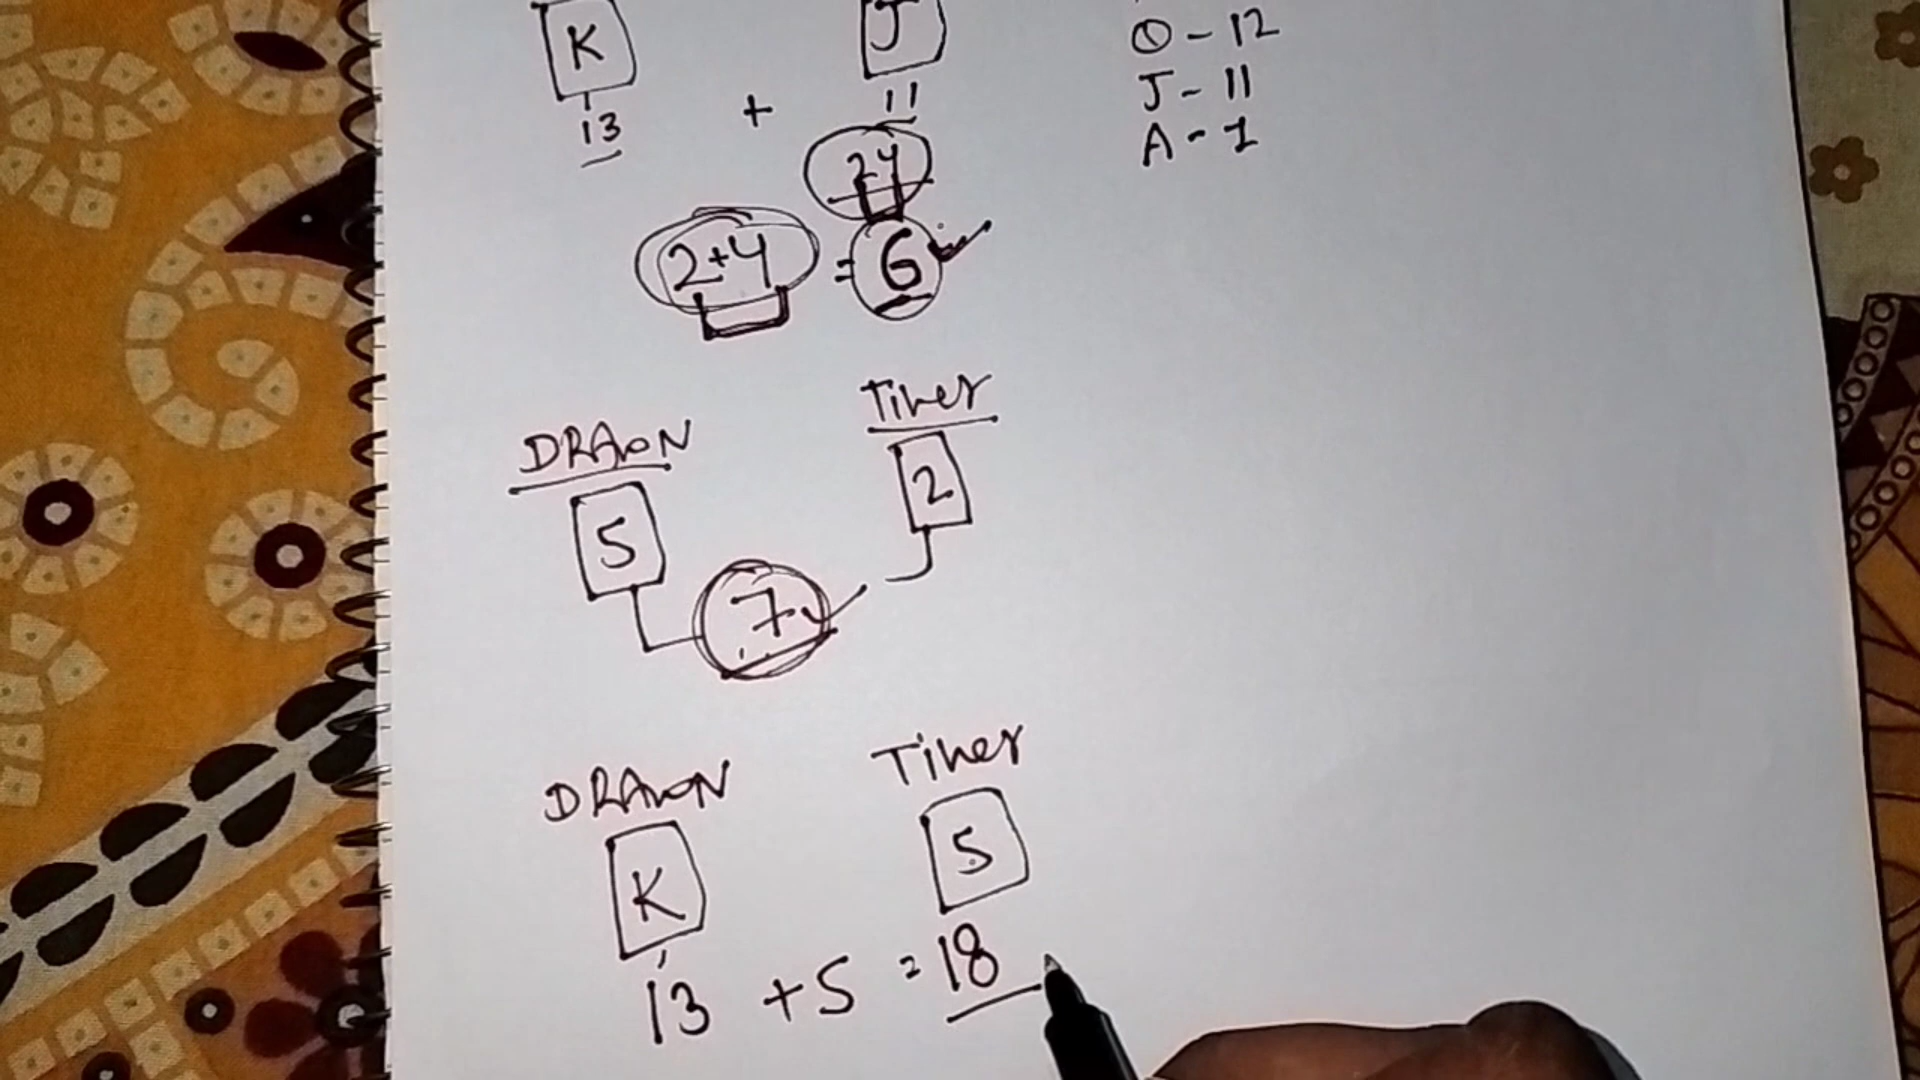 K J
13 + 11
24
2+4 = 6
Q - 12
J - 11
A - 1
DRAON Tiher
5 2
7
DRAON Tiher
K 5
13 + 5 = 18